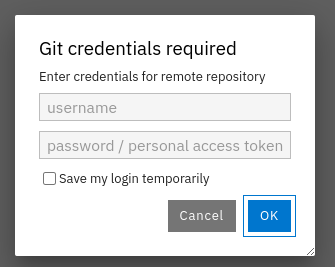 Git credentials required
Enter credentials for remote repository
username
password / personal access token
Save my login temporarily
Cancel OK